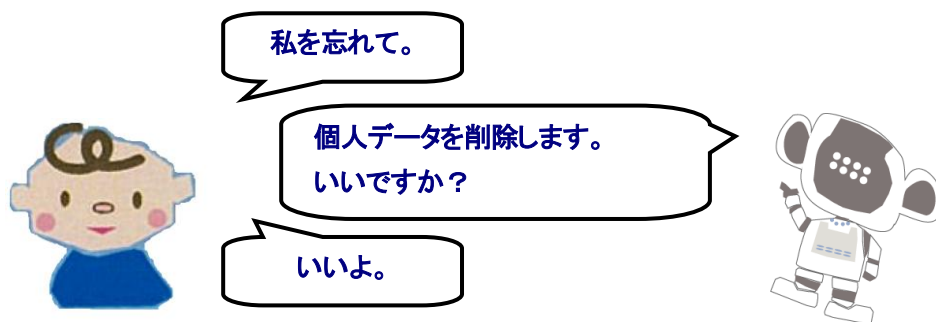 私を忘れて。
個人データを削除します。
いいですか？
いいよ。